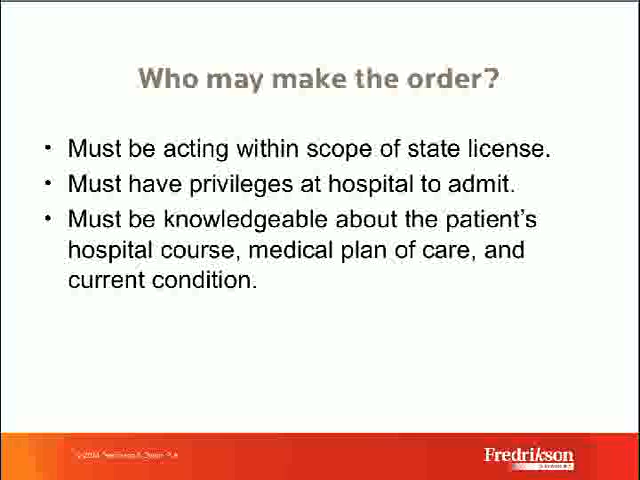 Who may make the order?
• Must be acting within scope of state license.
• Must have privileges at hospital to admit.
• Must be knowledgeable about the patient's
hospital course, medical plan of care, and
current condition.
Fredrikson